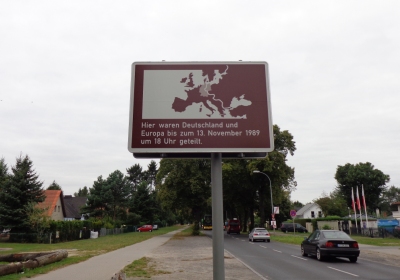 Hier waren Deutschland und
Europa bis zum 13. November 1989
um 18 Uhr geteilt.